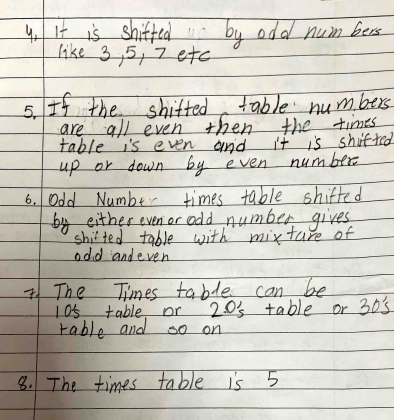 4. it is shifted by odd numbers
like 3,5,7 etc
5. If the shifted table numbers
are all even then the times
table is even and it is shifted
up or down by even numbers
6. Odd Number times table shifted
by either even or odd number gives
shifted table with mixture of
odd and even
7. The Times table can be
10's table or 20's table or 30's
table and so on
8. The times table is 5